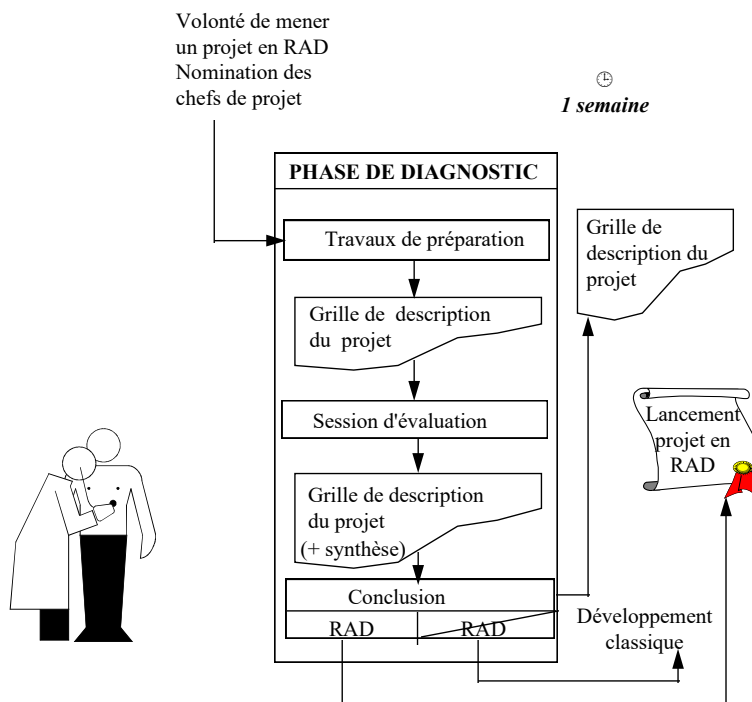 Volonté de mener
un projet en RAD
Nomination des
chefs de projet
1 semaine
PHASE DE DIAGNOSTIC
Travaux de préparation
Grille de description
du projet
Session d'évaluation
Grille de description
du projet
(+ synthèse)
Conclusion
RAD
RAD
Grille de
description du
projet
Lancement
projet en
RAD
Développement
classique